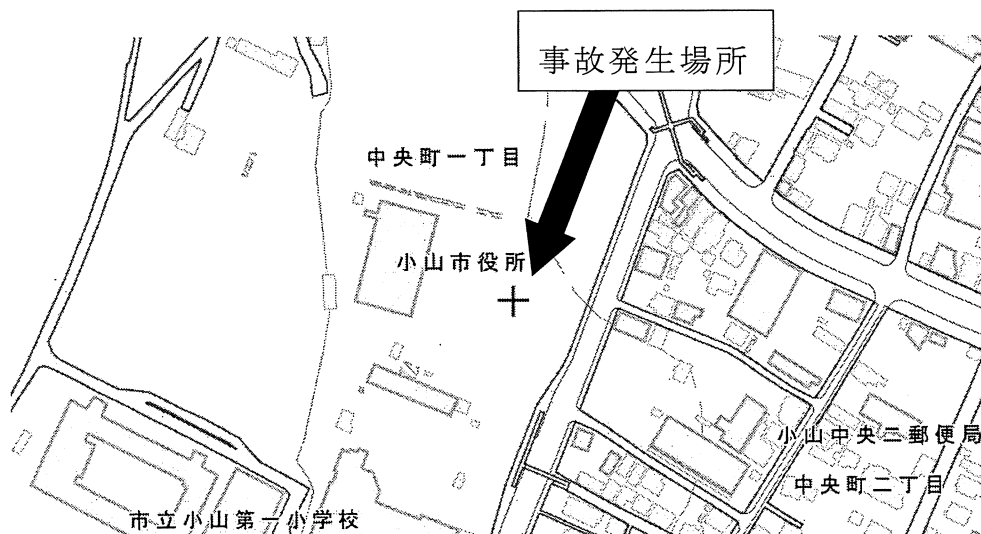 事故発生場所
中央町一丁目
小山市役所
小山中央二郵便局
中央町二丁目
市立小山第一小学校